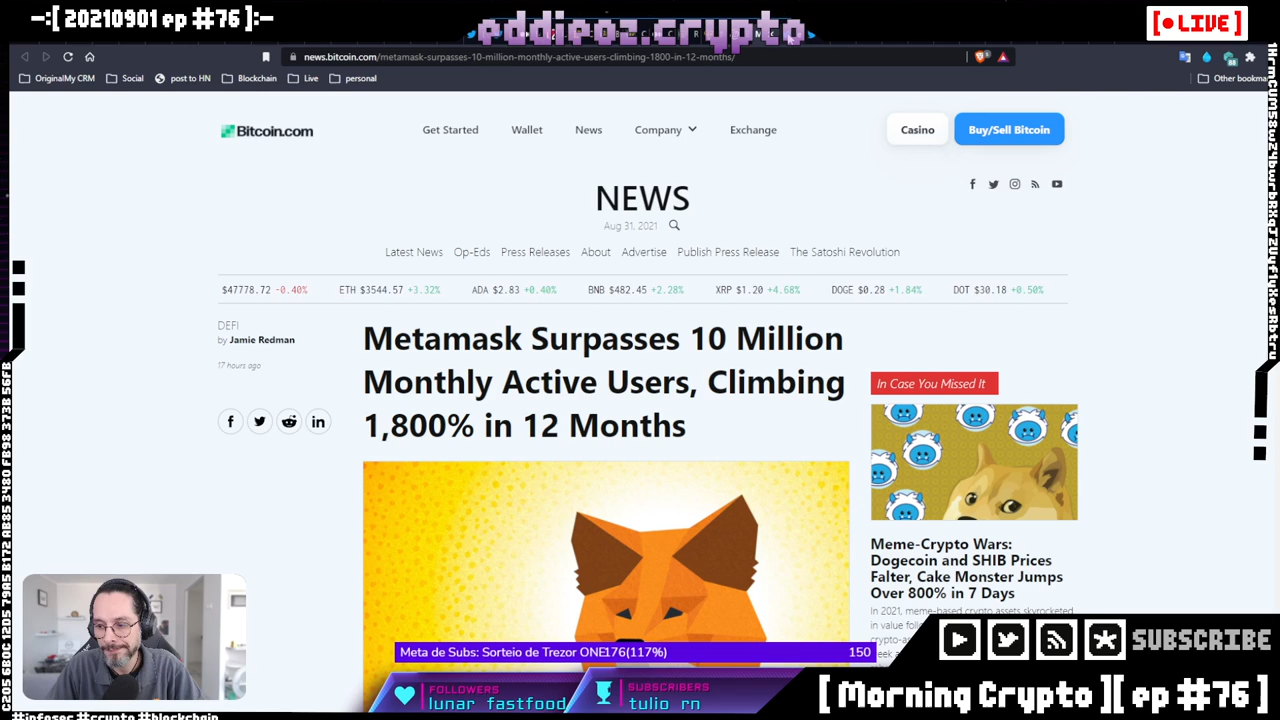 -:[ 20210901 ep #76 ]:-
eddieoz crypto
[ LIVE ]
news.bitcoin.com/metamask-surpasses-10-million-monthly-active-users-climbing-1800-in-12-months/
OriginalMy CRM
Social
post to HN
Blockchain
Live
personal
Other bookma
Bitcoin.com
Get Started
Wallet
News
Company
Exchange
Casino
Buy/Sell Bitcoin
NEWS
Aug 31, 2021
Latest News
Op-Eds
Press Releases
About
Advertise
Publish Press Release
The Satoshi Revolution
$47778.72 -0.40%
ETH $3544.57 +3.32%
ADA $2.83 +0.40%
BNB $482.45 +2.28%
XRP $1.20 +4.68%
DOGE $0.28 +1.84%
DOT $30.18 +0.50%
DEFI
by Jamie Redman
17 hours ago
Metamask Surpasses 10 Million
Monthly Active Users, Climbing
1,800% in 12 Months
In Case You Missed It
Meme-Crypto Wars:
Dogecoin and SHIB Prices
Falter, Cake Monster Jumps
Over 800% in 7 Days
In 2021, meme-based crypto assets skyrocketed
in value
crypto-as
Meta de Subs: Sorteio de Trezor ONE176(117%)
150
FOLLOWERS
lunar_fastfood
SUBSCRIBERS
tulio_rn
SUBSCRIBE
[ Morning Crypto ][ ep #76 ]
#infosec #crypto #blockchain